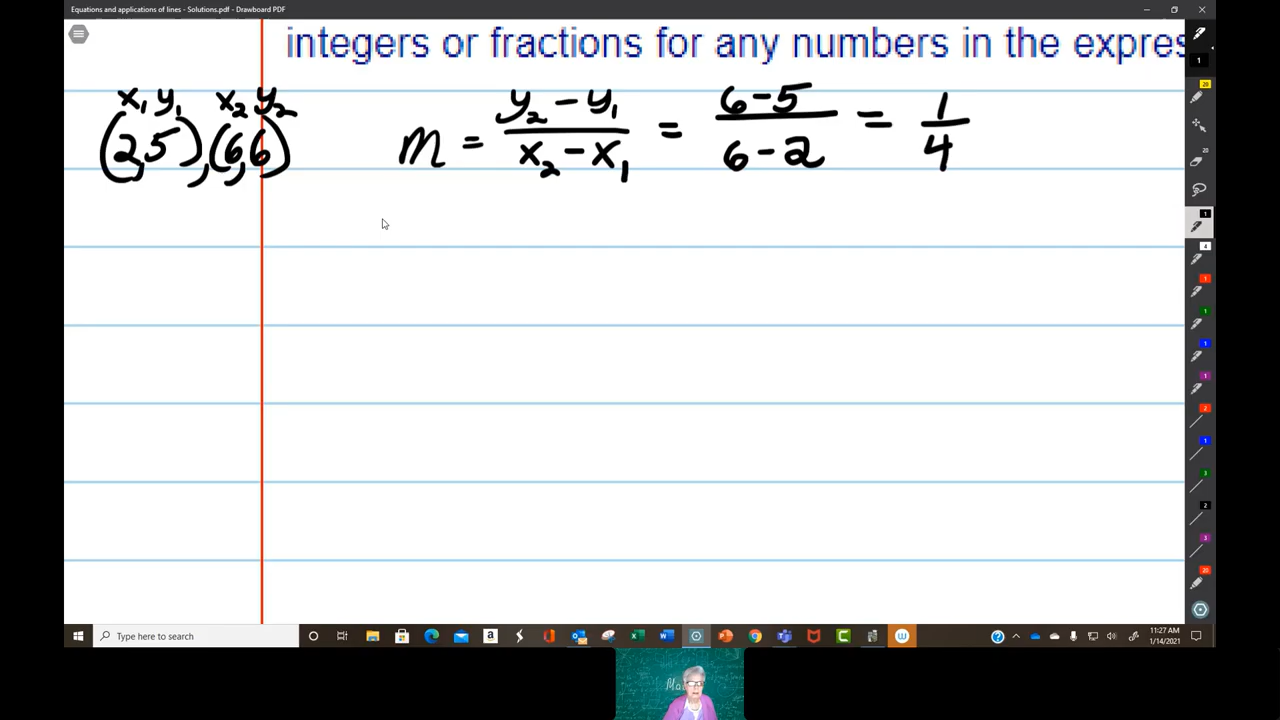 Equations and applications of lines - Solutions.pdf - Drawboard PDF
integers or fractions for any numbers in the expres
x₁ y₁ x₂ y₂
(2,5), (6,6)
m = (y₂ - y₁)/(x₂ - x₁) = (6-5)/(6-2) = 1/4
Type here to search
11:27 AM
1/14/2021